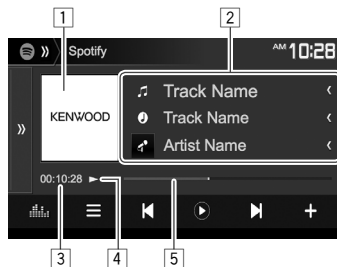 1 2
Spotify AM 10:28
Track Name
KENWOOD Track Name
Artist Name
00:10:28
3 4 5